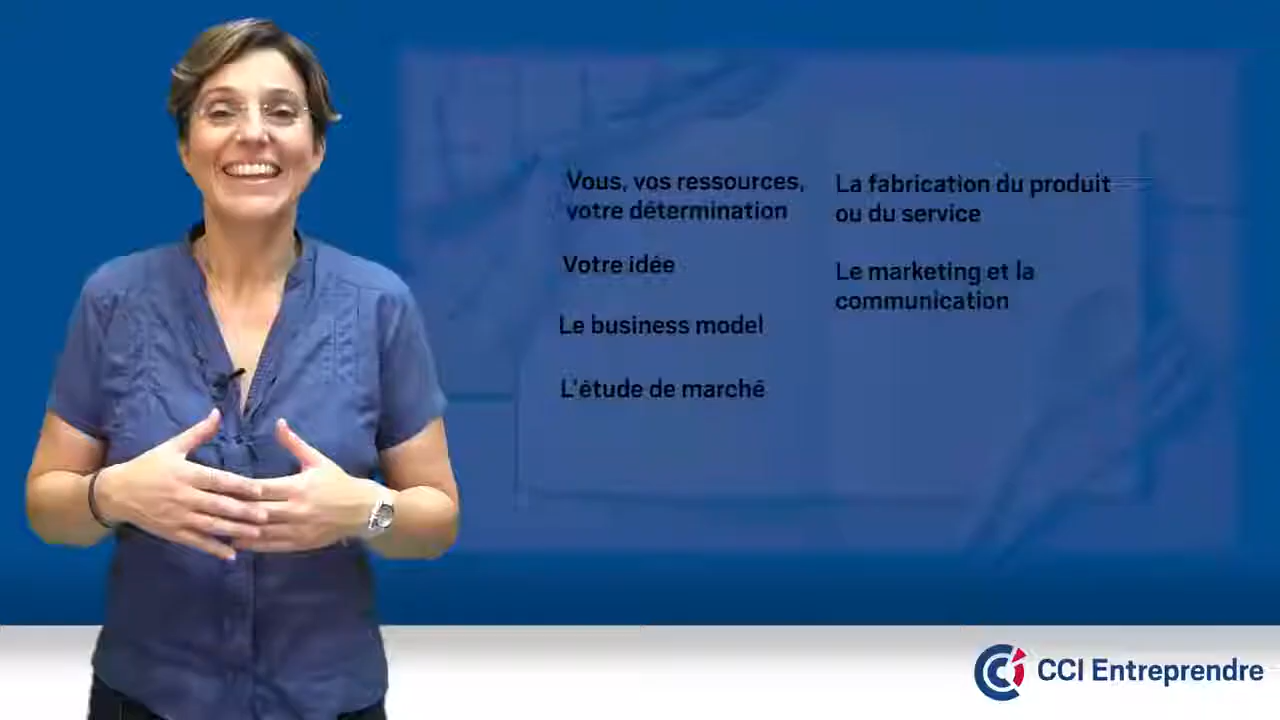 Vous, vos ressources,
votre détermination
Votre idée
Le business model
L'étude de marché
La fabrication du produit
ou du service
Le marketing et la
communication
CCI Entreprendre